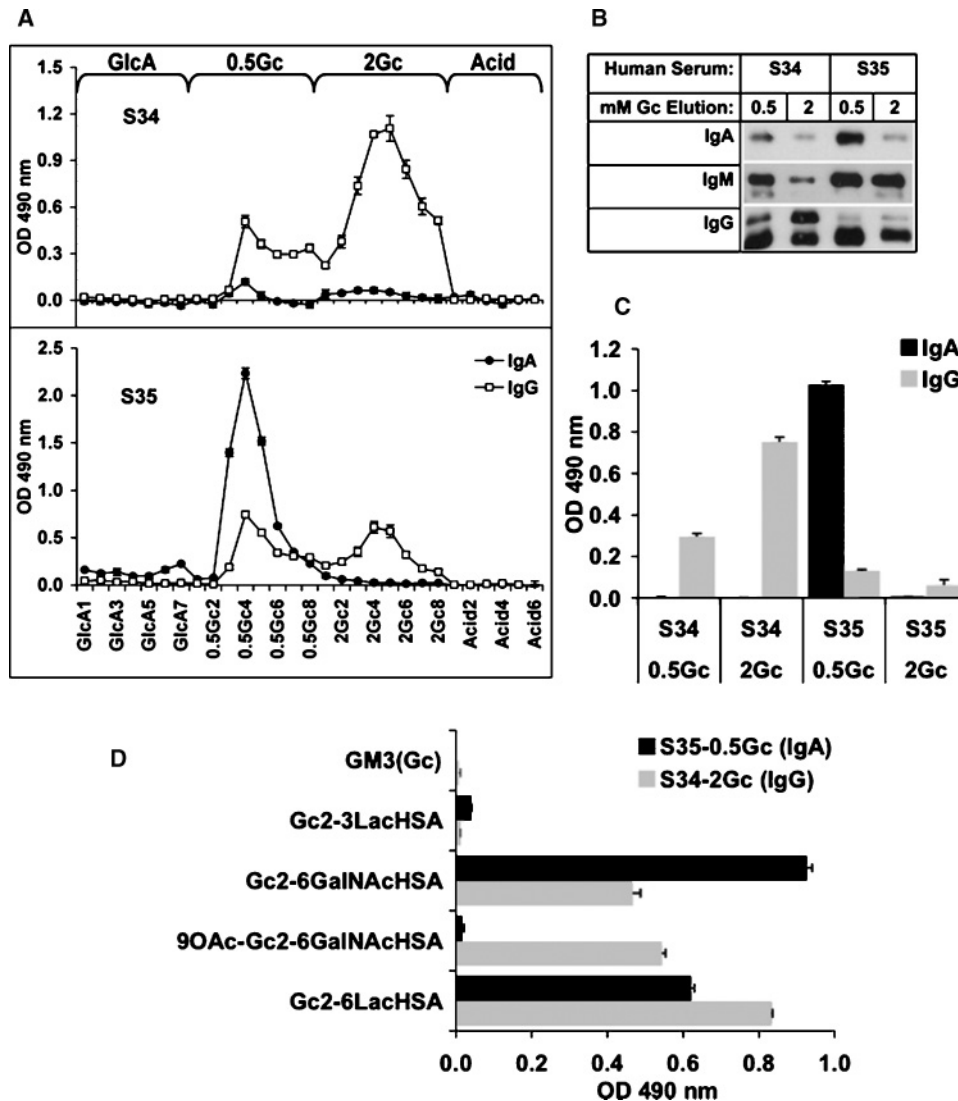 A
GlcA 0.5Gc 2Gc Acid
1.5
1.2
0.9
0.6
0.3
0.0
OD 490 nm
S34
2.5
2.0
1.5
1.0
0.5
0.0
OD 490 nm
S35
IgA
IgG
GlcA1 GlcA3 GlcA5 GlcA7 0.5Gc2 0.5Gc4 0.5Gc6 0.5Gc8 2Gc2 2Gc4 2Gc6 2Gc8 Acid2 Acid4 Acid6
B
Human Serum: S34 S35
mM Gc Elution: 0.5 2 0.5 2
IgA
IgM
IgG
C
1.2
1.0
0.8
0.6
0.4
0.2
0.0
OD 490 nm
IgA
IgG
S34 S34 S35 S35
0.5Gc 2Gc 0.5Gc 2Gc
D
S35-0.5Gc (IgA)
S34-2Gc (IgG)
GM3(Gc)
Gc2-3LacHSA
Gc2-6GalNAcHSA
9OAc-Gc2-6GalNAcHSA
Gc2-6LacHSA
0.0 0.2 0.4 0.6 0.8 1.0
OD 490 nm